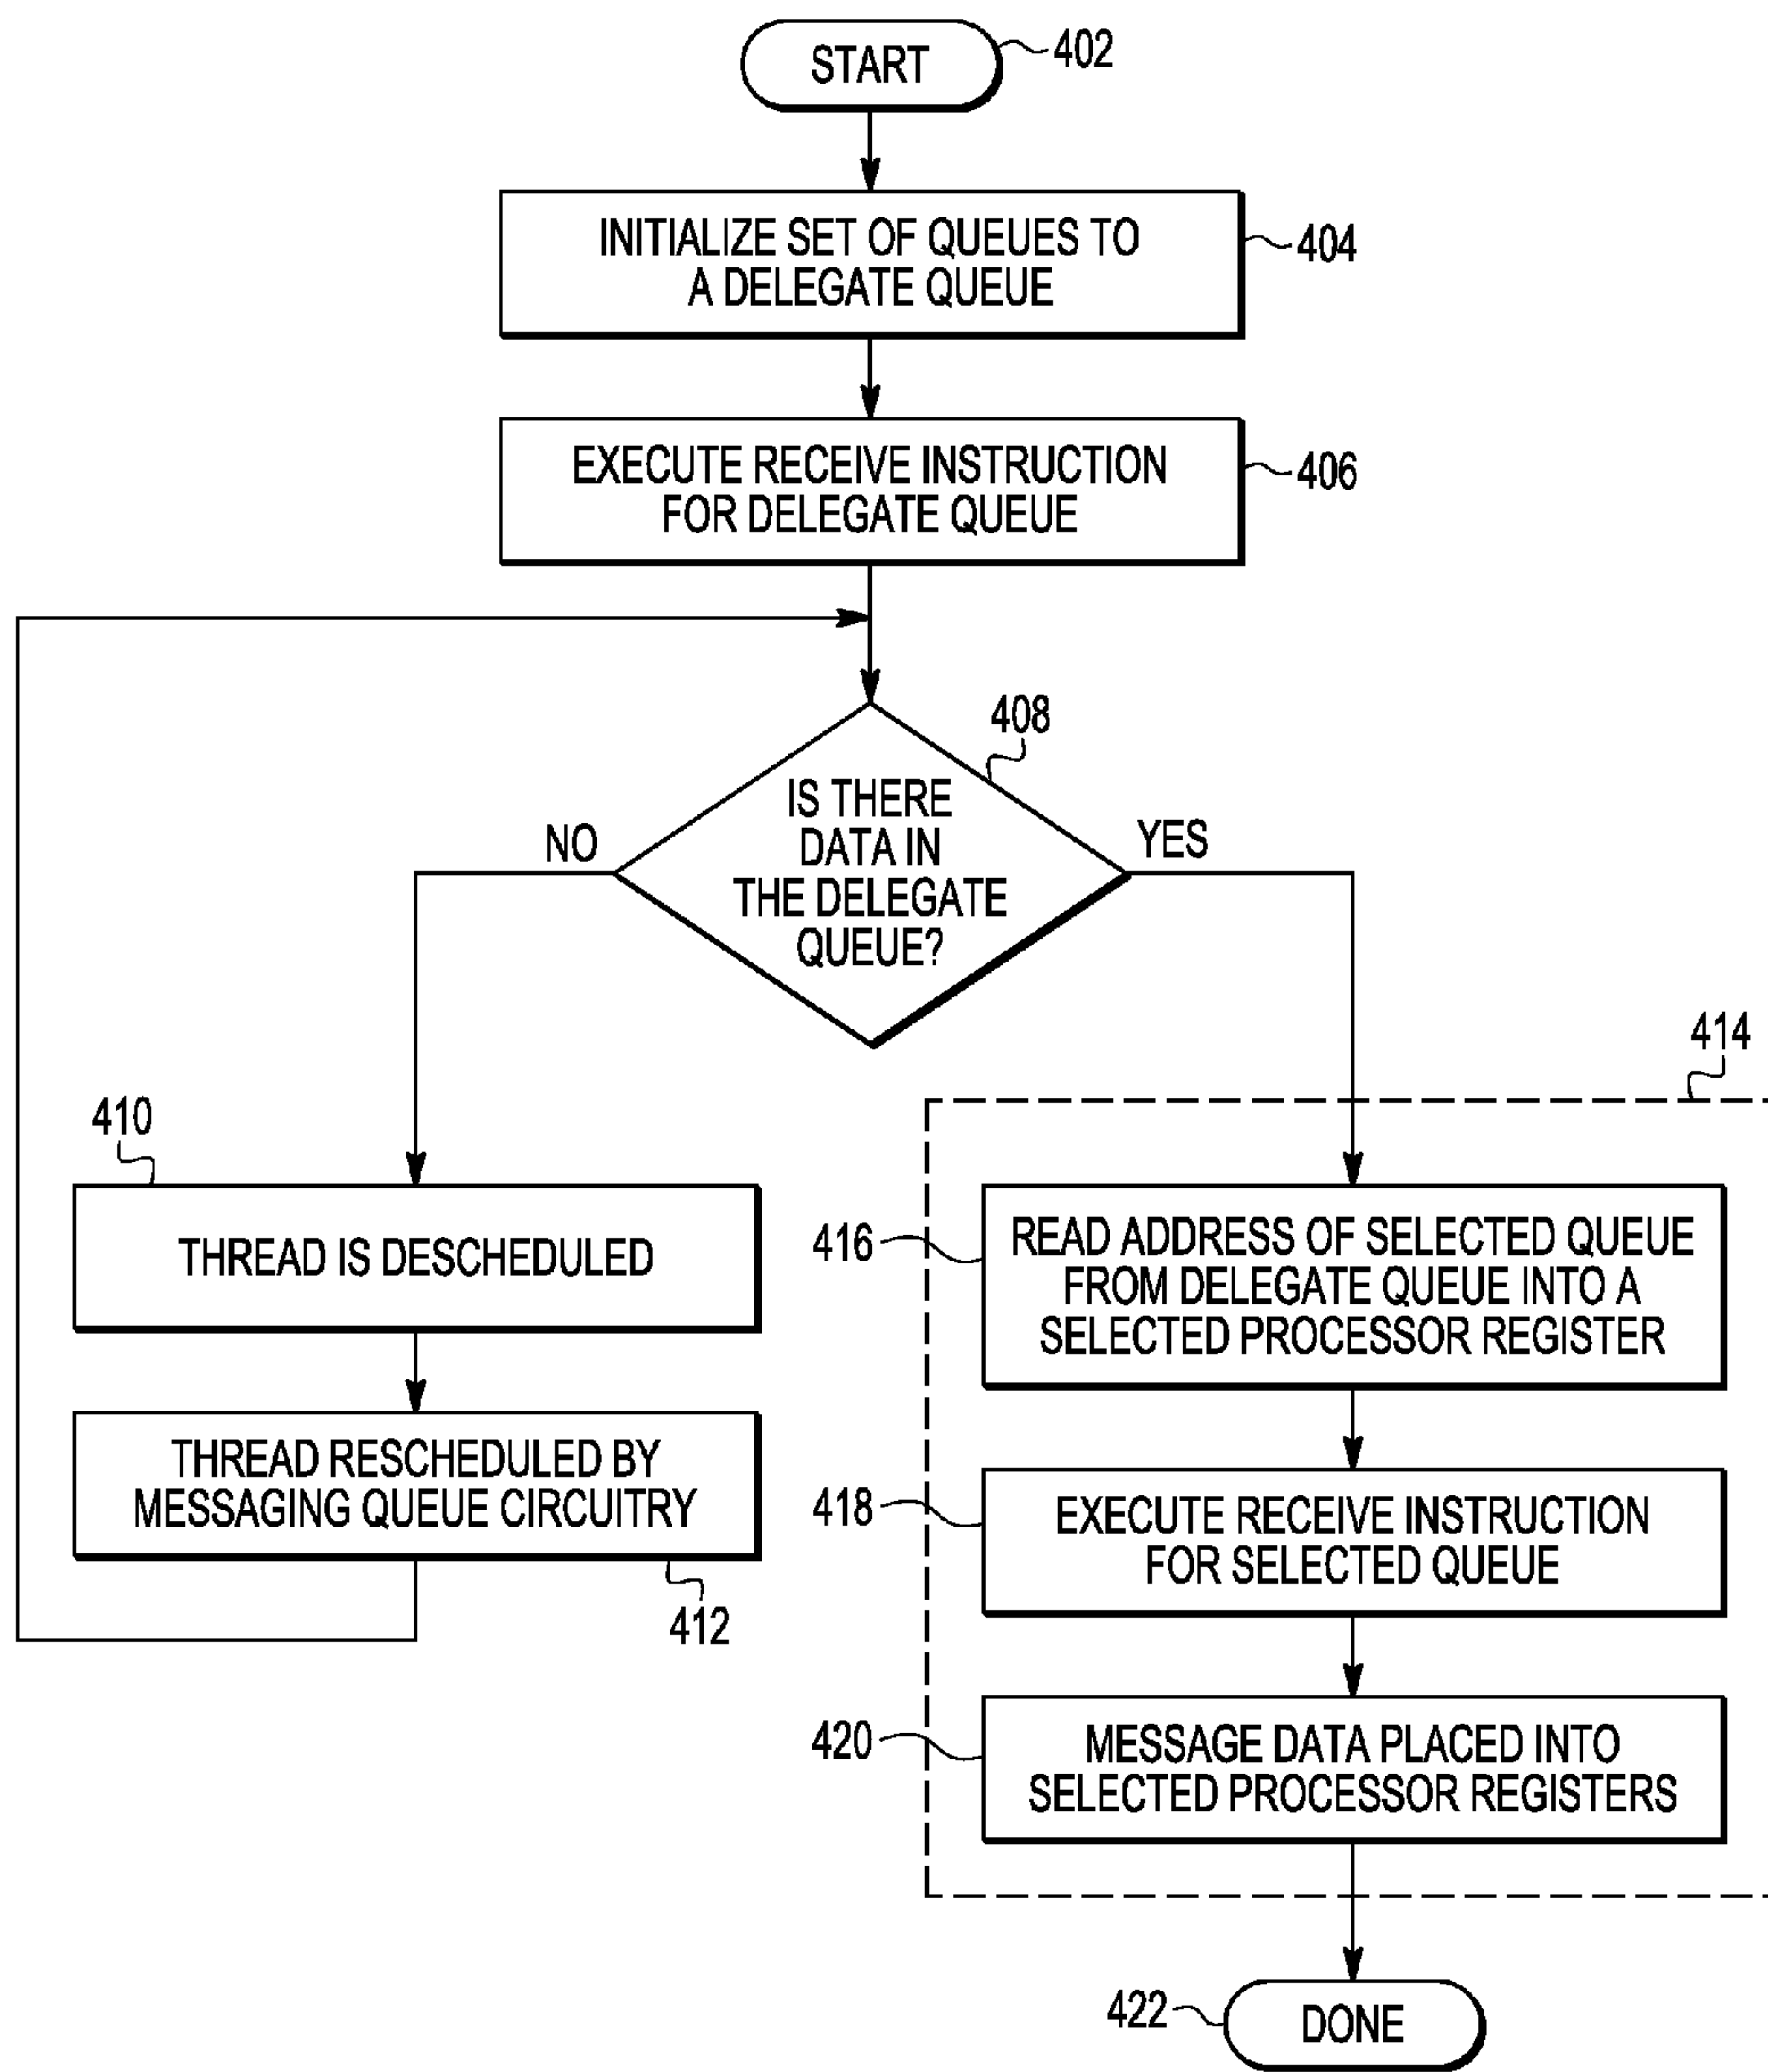 START
402
INITIALIZE SET OF QUEUES TO
A DELEGATE QUEUE
404
EXECUTE RECEIVE INSTRUCTION
FOR DELEGATE QUEUE
406
408
IS THERE
DATA IN
THE DELEGATE
QUEUE?
NO
YES
410
THREAD IS DESCHEDULED
THREAD RESCHEDULED BY
MESSAGING QUEUE CIRCUITRY
412
414
416
READ ADDRESS OF SELECTED QUEUE
FROM DELEGATE QUEUE INTO A
SELECTED PROCESSOR REGISTER
418
EXECUTE RECEIVE INSTRUCTION
FOR SELECTED QUEUE
420
MESSAGE DATA PLACED INTO
SELECTED PROCESSOR REGISTERS
422
DONE